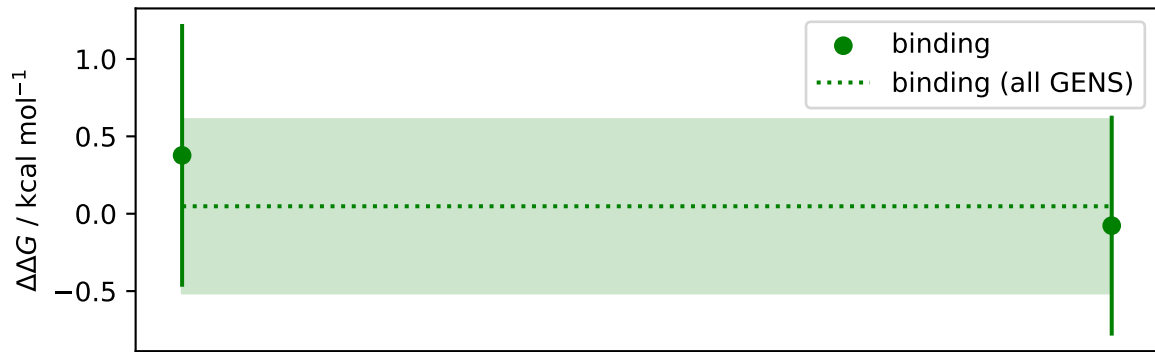 ΔΔG / kcal mol⁻¹
1.0
0.5
0.0
−0.5
binding
binding (all GENS)